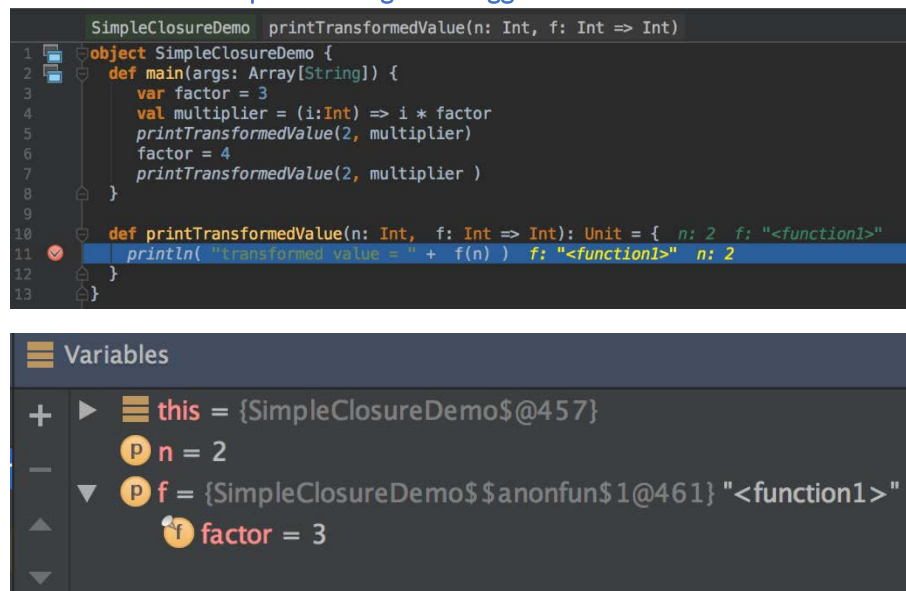 SimpleClosureDemo printTransformedValue(n: Int, f: Int => Int)
1 object SimpleClosureDemo {
2 def main(args: Array[String]) {
3 var factor = 3
4 val multiplier = (i:Int) => i * factor
5 printTransformedValue(2, multiplier)
6 factor = 4
7 printTransformedValue(2, multiplier )
8 }
9
10 def printTransformedValue(n: Int, f: Int => Int): Unit = { n: 2 f: "<function1>"
11 println( "transformed value = " + f(n) ) f: "<function1>" n: 2
12 }
13 }
Variables
this = {SimpleClosureDemo$@457}
p n = 2
p f = {SimpleClosureDemo$$anonfun$1@461} "<function1>"
f factor = 3